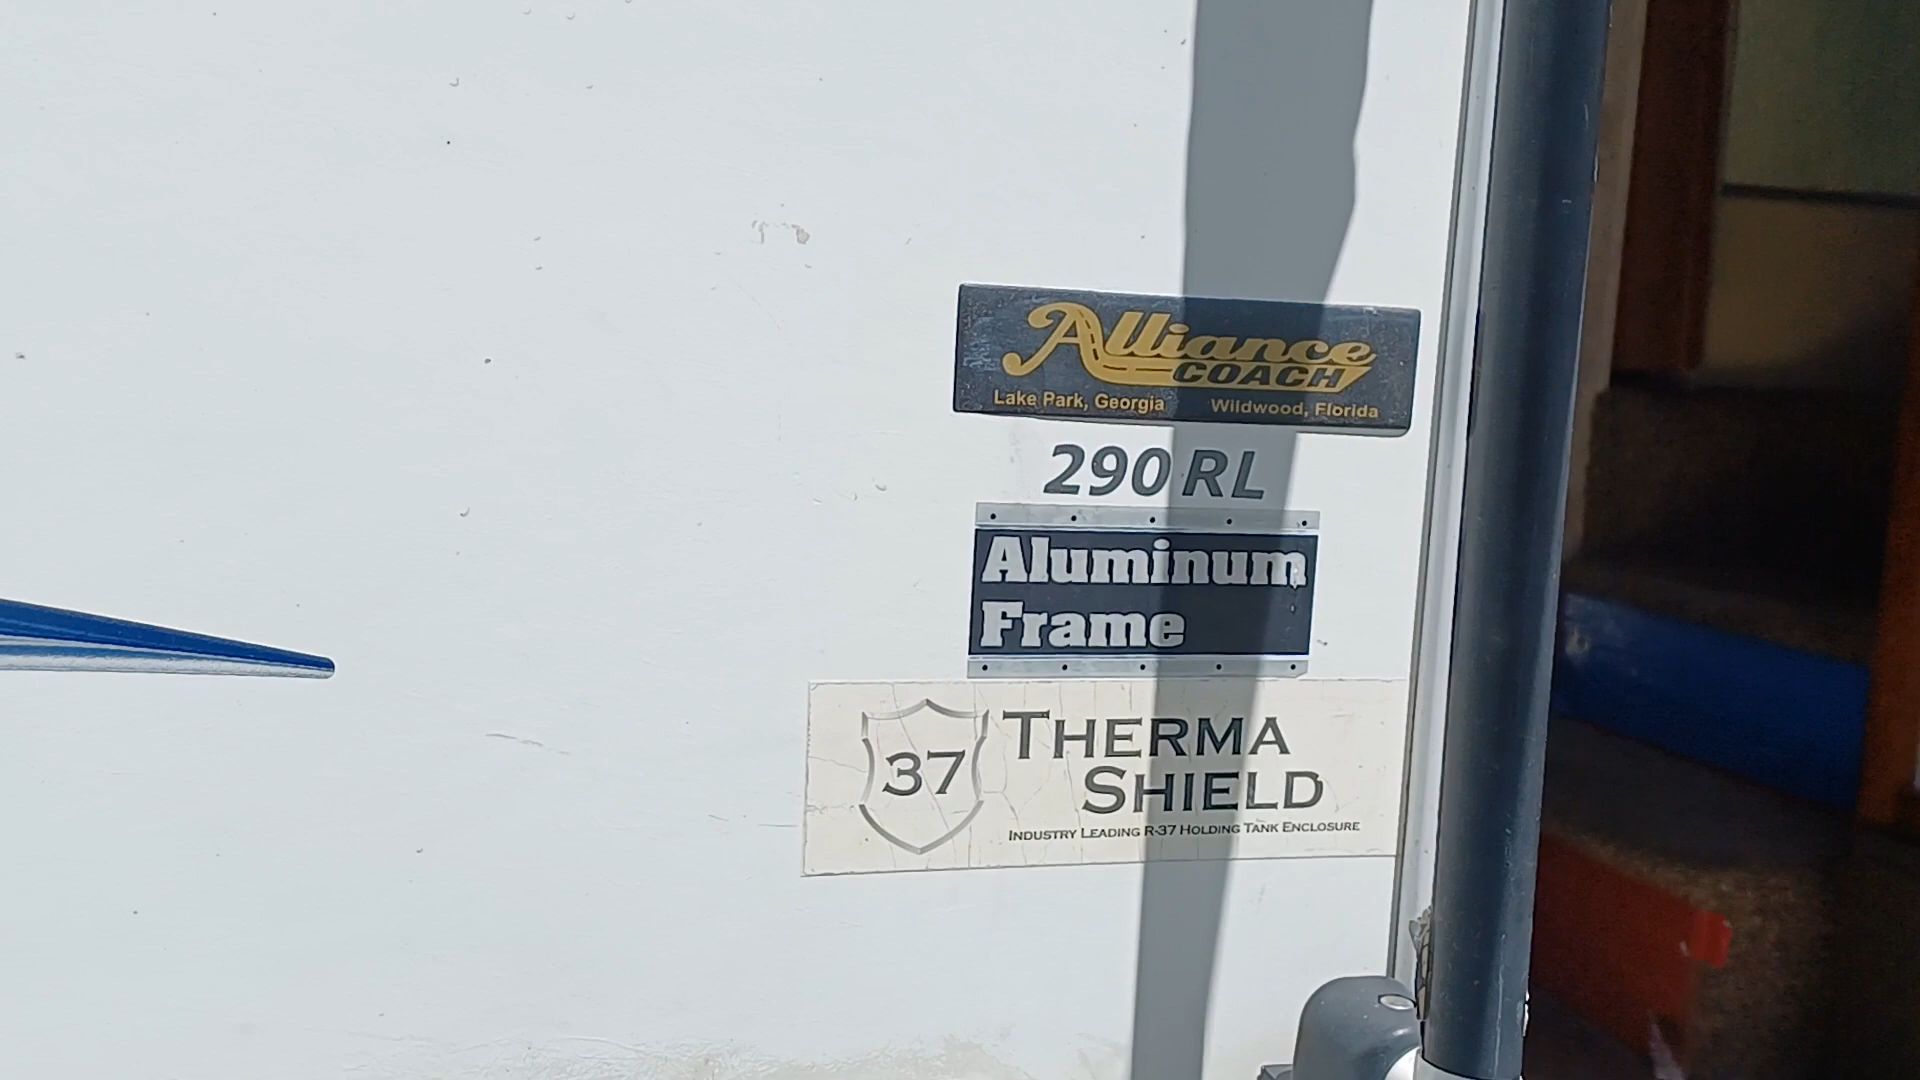 Alliance
COACH
Lake Park, Georgia Wildwood, Florida
290 RL
Aluminum
Frame
37
THERMA
SHIELD
INDUSTRY LEADING R-37 HOLDING TANK ENCLOSURE